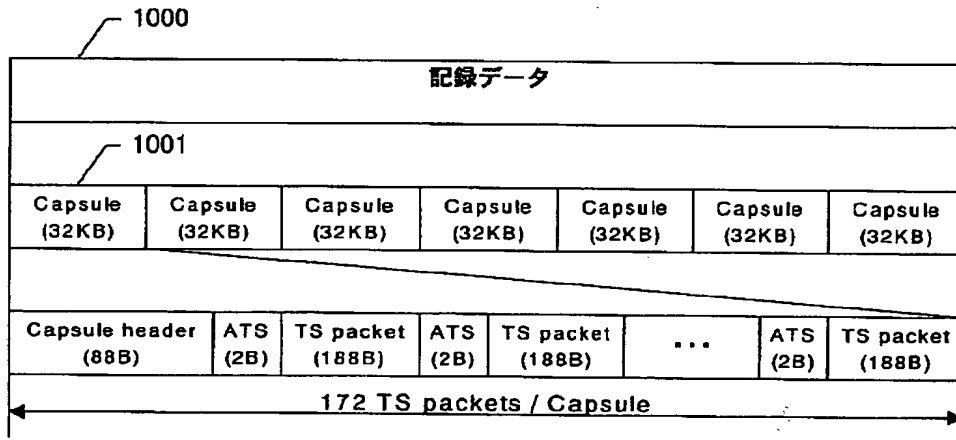 1000
記録データ
1001
Capsule Capsule Capsule Capsule Capsule Capsule Capsule
(32KB) (32KB) (32KB) (32KB) (32KB) (32KB) (32KB)
Capsule header ATS TS packet ATS TS packet ... ATS TS packet
(88B) (2B) (188B) (2B) (188B) (2B) (188B)
172 TS packets / Capsule